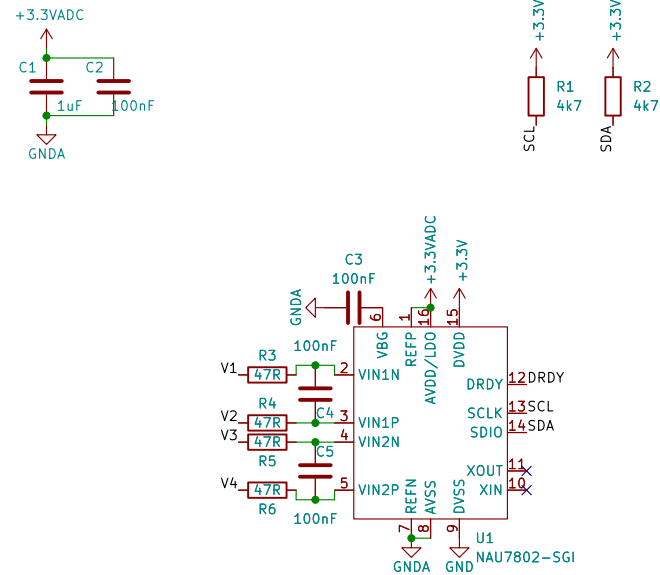 +3.3VADC
C1
C2
1uF
100nF
GNDA
+3.3V
+3.3V
R1
4k7
R2
4k7
SCL
SDA
C3
100nF
GNDA
+3.3VADC
+3.3V
6
1
16
15
VBG
REFP
AVDD/LDO
DVDD
100nF
R3
V1
47R
2
VIN1N
R4
C4
V2
47R
3
VIN1P
V3
47R
4
VIN2N
R5
C5
V4
47R
5
VIN2P
R6
100nF
DRDY
12
DRDY
SCLK
13
SCL
SDIO
14
SDA
XOUT
11
XIN
10
REFN
AVSS
DVSS
7
8
9
GNDA
GND
U1
NAU7802-SGI